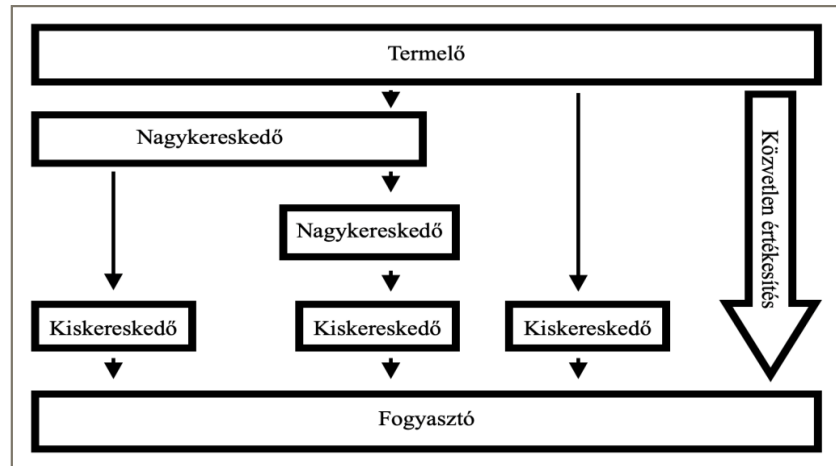 Termelő
Nagykereskedő
Közvetlen értékesítés
Nagykereskedő
Kiskereskedő
Kiskereskedő
Kiskereskedő
Fogyasztó